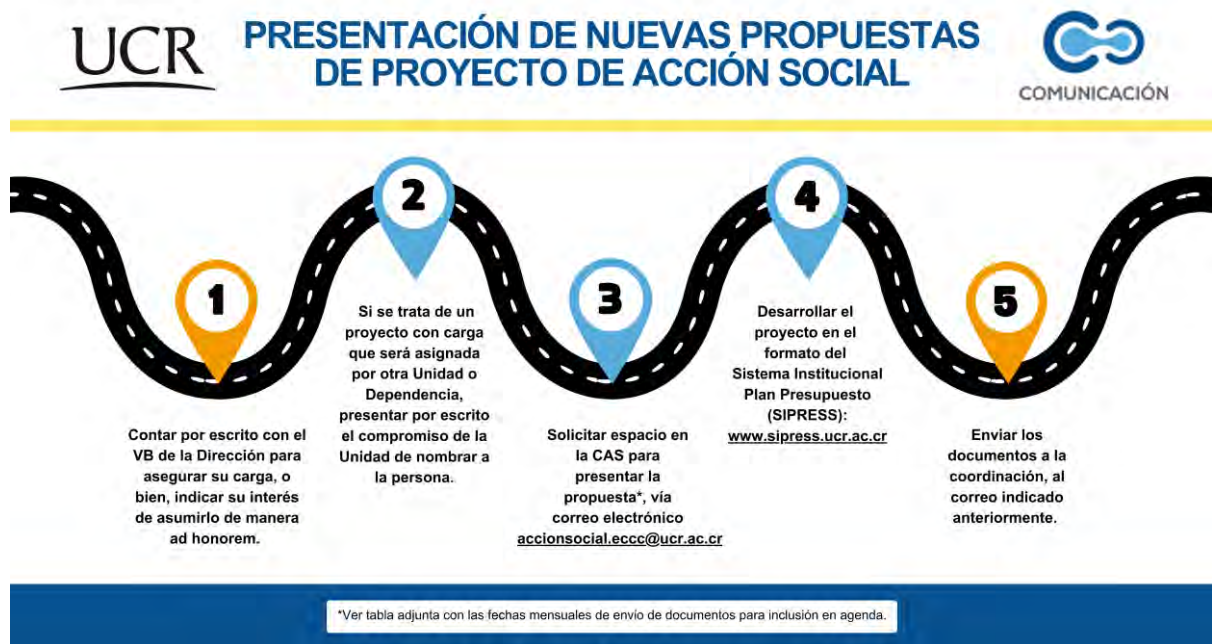 UCR
PRESENTACIÓN DE NUEVAS PROPUESTAS
DE PROYECTO DE ACCIÓN SOCIAL
COMUNICACIÓN
1
Contar por escrito con el
VB de la Dirección para
asegurar su carga, o
bien, indicar su interés
de asumirlo de manera
ad honorem.
2
Si se trata de un
proyecto con carga
que será asignada
por otra Unidad o
Dependencia,
presentar por escrito
el compromiso de la
Unidad de nombrar a
la persona.
3
Solicitar espacio en
la CAS para
presentar la
propuesta*, vía
correo electrónico
accionsocial.eccc@ucr.ac.cr
4
Desarrollar el
proyecto en el
formato del
Sistema Institucional
Plan Presupuesto
(SIPRESS):
www.sipress.ucr.ac.cr
5
Enviar los
documentos a la
coordinación, al
correo indicado
anteriormente.
*Ver tabla adjunta con las fechas mensuales de envío de documentos para inclusión en agenda.